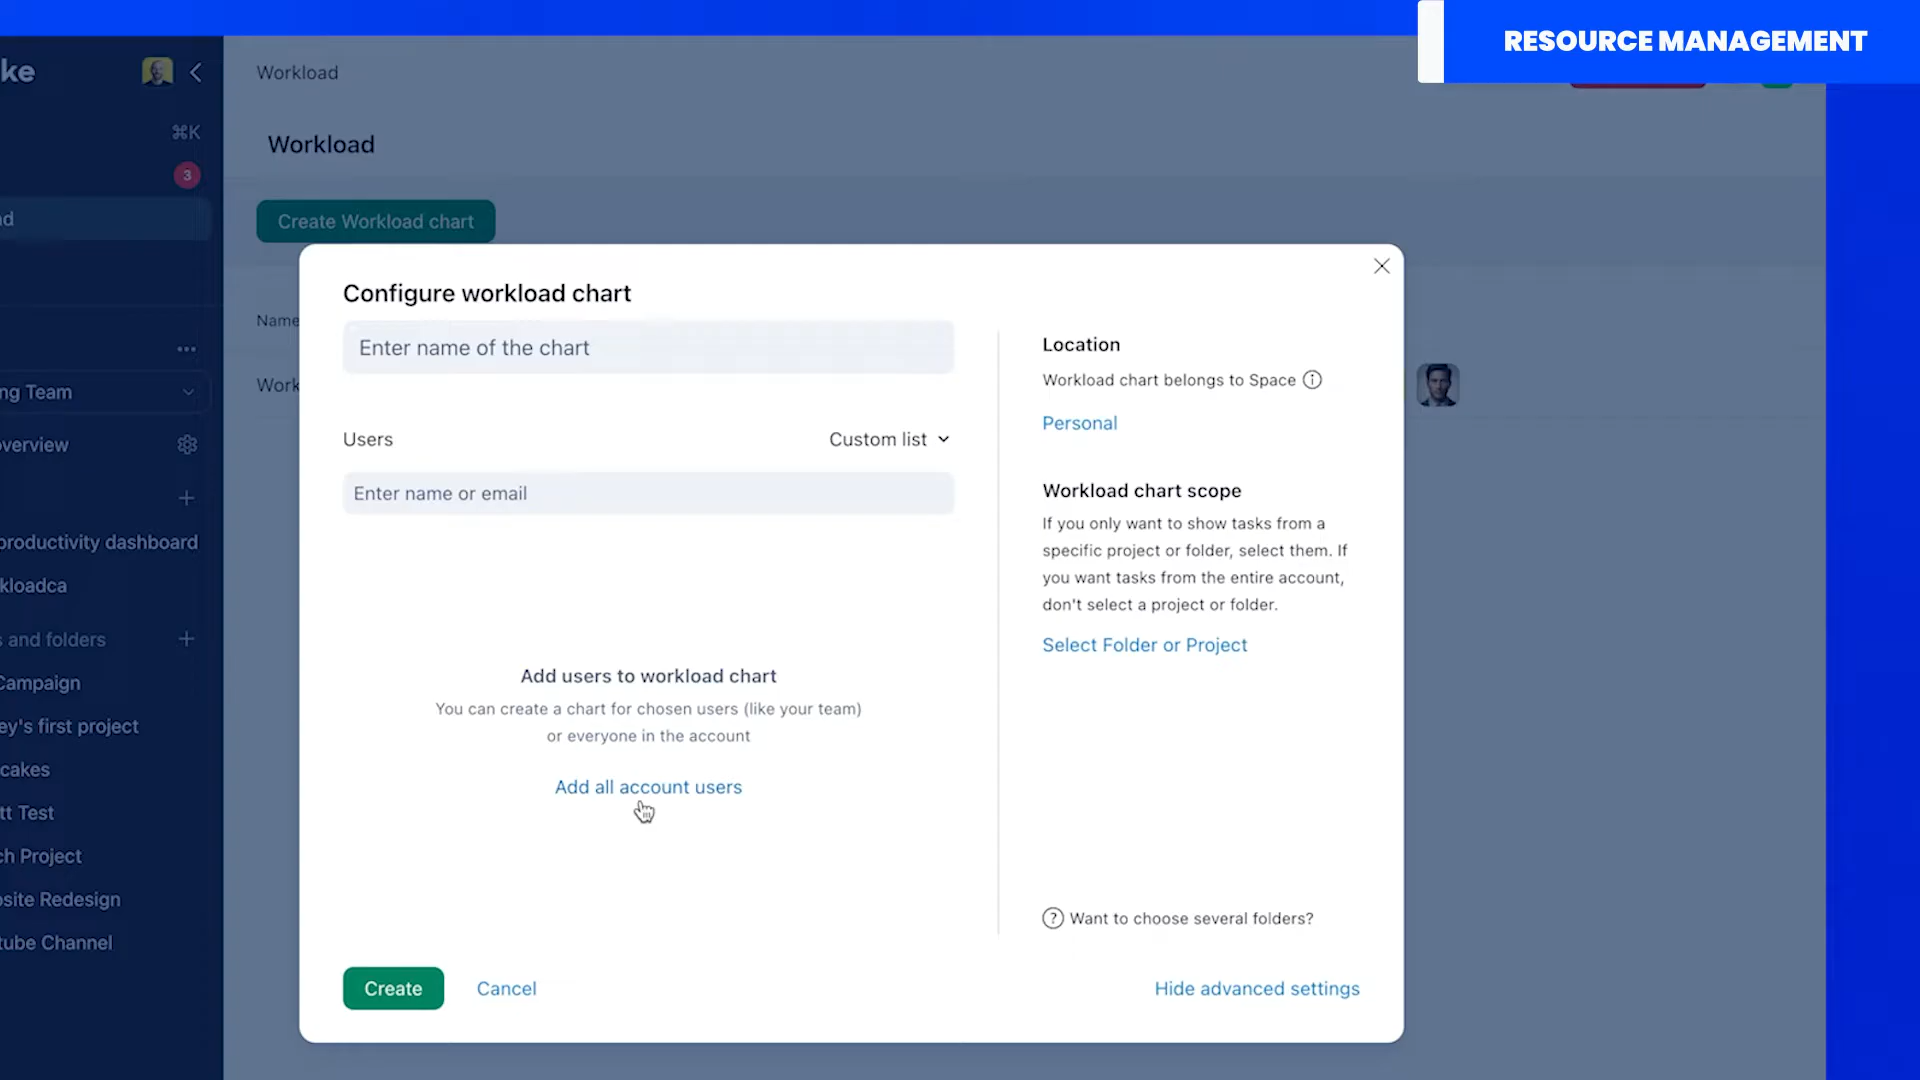 RESOURCE MANAGEMENT
ke
Workload
⌘K
Workload
3
Create Workload chart
Configure workload chart
Name
Enter name of the chart
Location
Workload chart belongs to Space
Work
ng Team
Personal
overview
Users
Custom list
Enter name or email
Workload chart scope
If you only want to show tasks from a
specific project or folder, select them. If
you want tasks from the entire account,
don't select a project or folder.
productivity dashboard
kloadca
s and folders
Select Folder or Project
Campaign
Add users to workload chart
You can create a chart for chosen users (like your team)
or everyone in the account
ey's first project
cakes
Add all account users
tt Test
ch Project
site Redesign
? Want to choose several folders?
tube Channel
Create
Cancel
Hide advanced settings